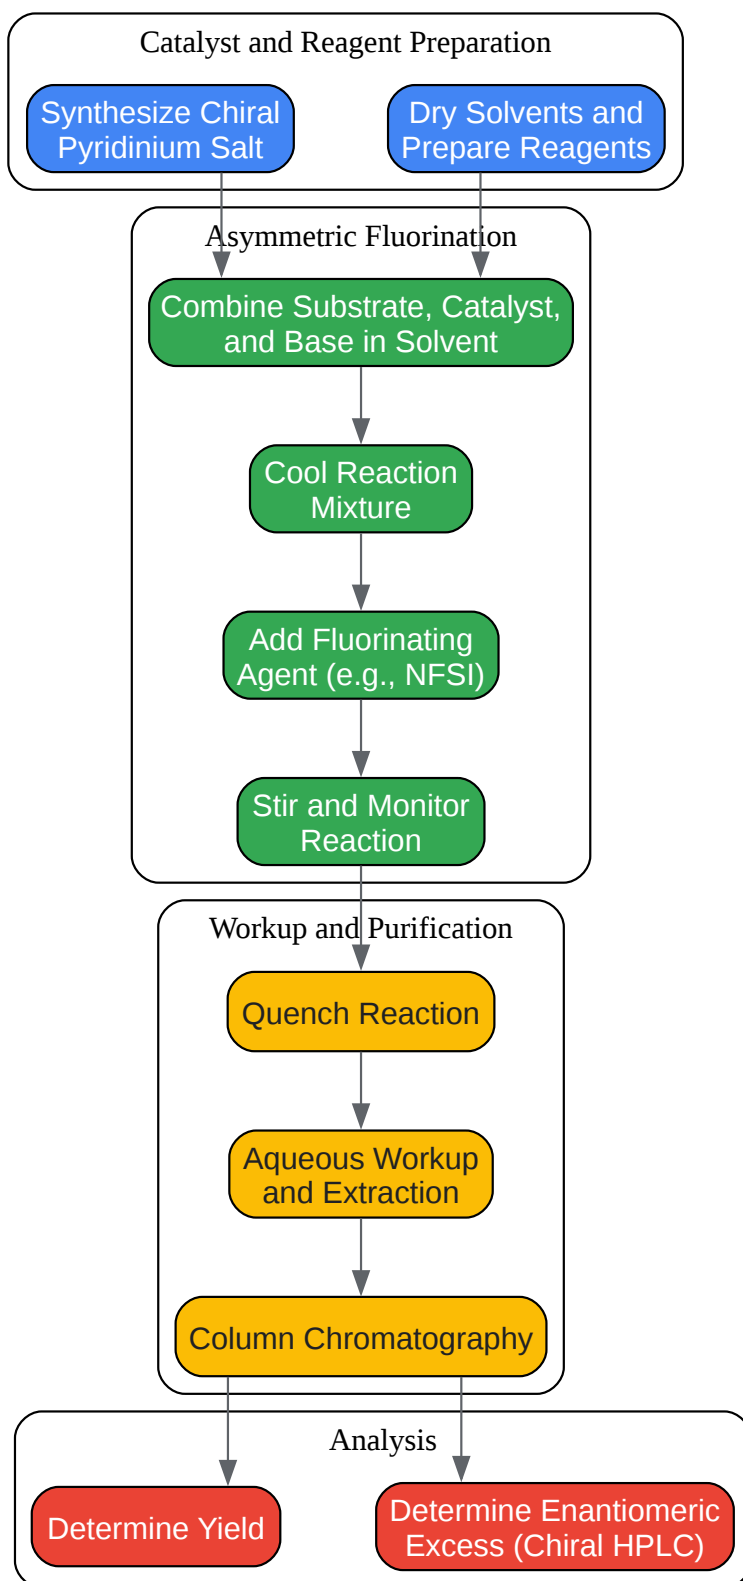 Catalyst and Reagent Preparation
Synthesize Chiral
Pyridinium Salt
Dry Solvents and
Prepare Reagents
Asymmetric Fluorination
Combine Substrate, Catalyst,
and Base in Solvent
Cool Reaction
Mixture
Add Fluorinating
Agent (e.g., NFSI)
Stir and Monitor
Reaction
Workup and Purification
Quench Reaction
Aqueous Workup
and Extraction
Column Chromatography
Analysis
Determine Yield
Determine Enantiomeric
Excess (Chiral HPLC)